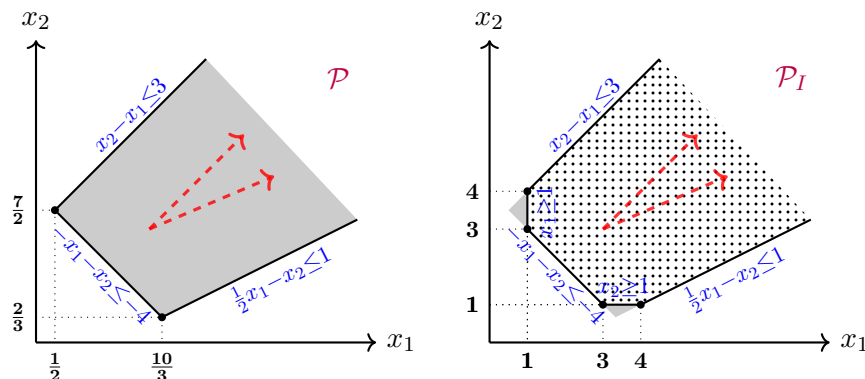 x₂
𝒫
x₂−x₁≤3
7/2
−x₁−x₂≤−4
½x₁−x₂≤1
2/3
x₁
1/2
10/3
x₂
𝒫_I
x₂−x₁≤3
4
x₁≥1
3
−x₁−x₂≤−4
x₂≥1
½x₁−x₂≤1
1
x₁
1
3
4